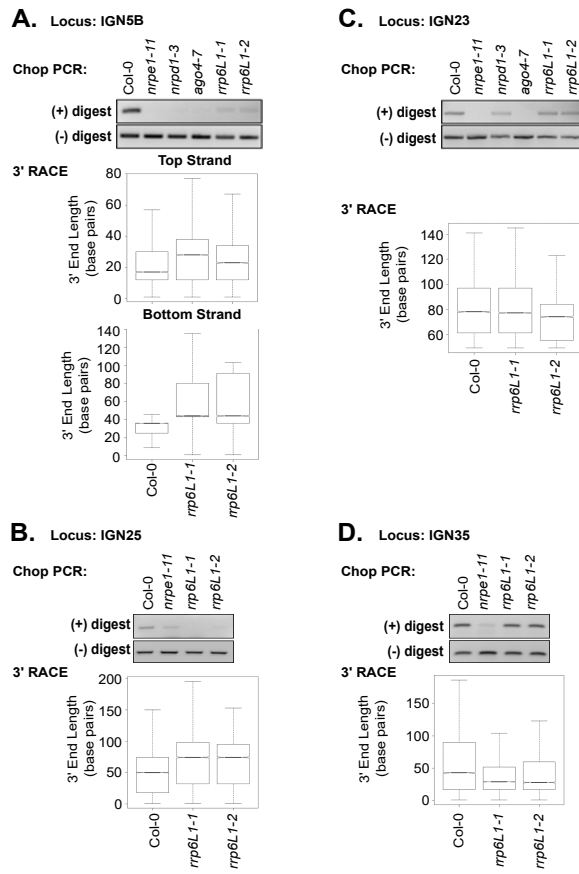 A. Locus: IGN5B
Chop PCR:
Col-0
nrpe1-11
nrpd1-3
ago4-7
rrp6L1-1
rrp6L1-2
(+) digest
(-) digest
3' RACE
Top Strand
3' End Length
(base pairs)
80
60
40
20
0
Bottom Strand
3' End Length
(base pairs)
140
120
100
80
60
40
20
0
Col-0
rrp6L1-1
rrp6L1-2
C. Locus: IGN23
Chop PCR:
Col-0
nrpe1-11
nrpd1-3
ago4-7
rrp6L1-1
rrp6L1-2
(+) digest
(-) digest
3' RACE
3' End Length
(base pairs)
140
120
100
80
60
Col-0
rrp6L1-1
rrp6L1-2
B. Locus: IGN25
Chop PCR:
Col-0
nrpe1-11
rrp6L1-1
rrp6L1-2
(+) digest
(-) digest
3' RACE
3' End Length
(base pairs)
200
150
100
50
0
Col-0
rrp6L1-1
rrp6L1-2
D. Locus: IGN35
Chop PCR:
Col-0
nrpe1-11
rrp6L1-1
rrp6L1-2
(+) digest
(-) digest
3' RACE
3' End Length
(base pairs)
150
100
50
0
Col-0
rrp6L1-1
rrp6L1-2